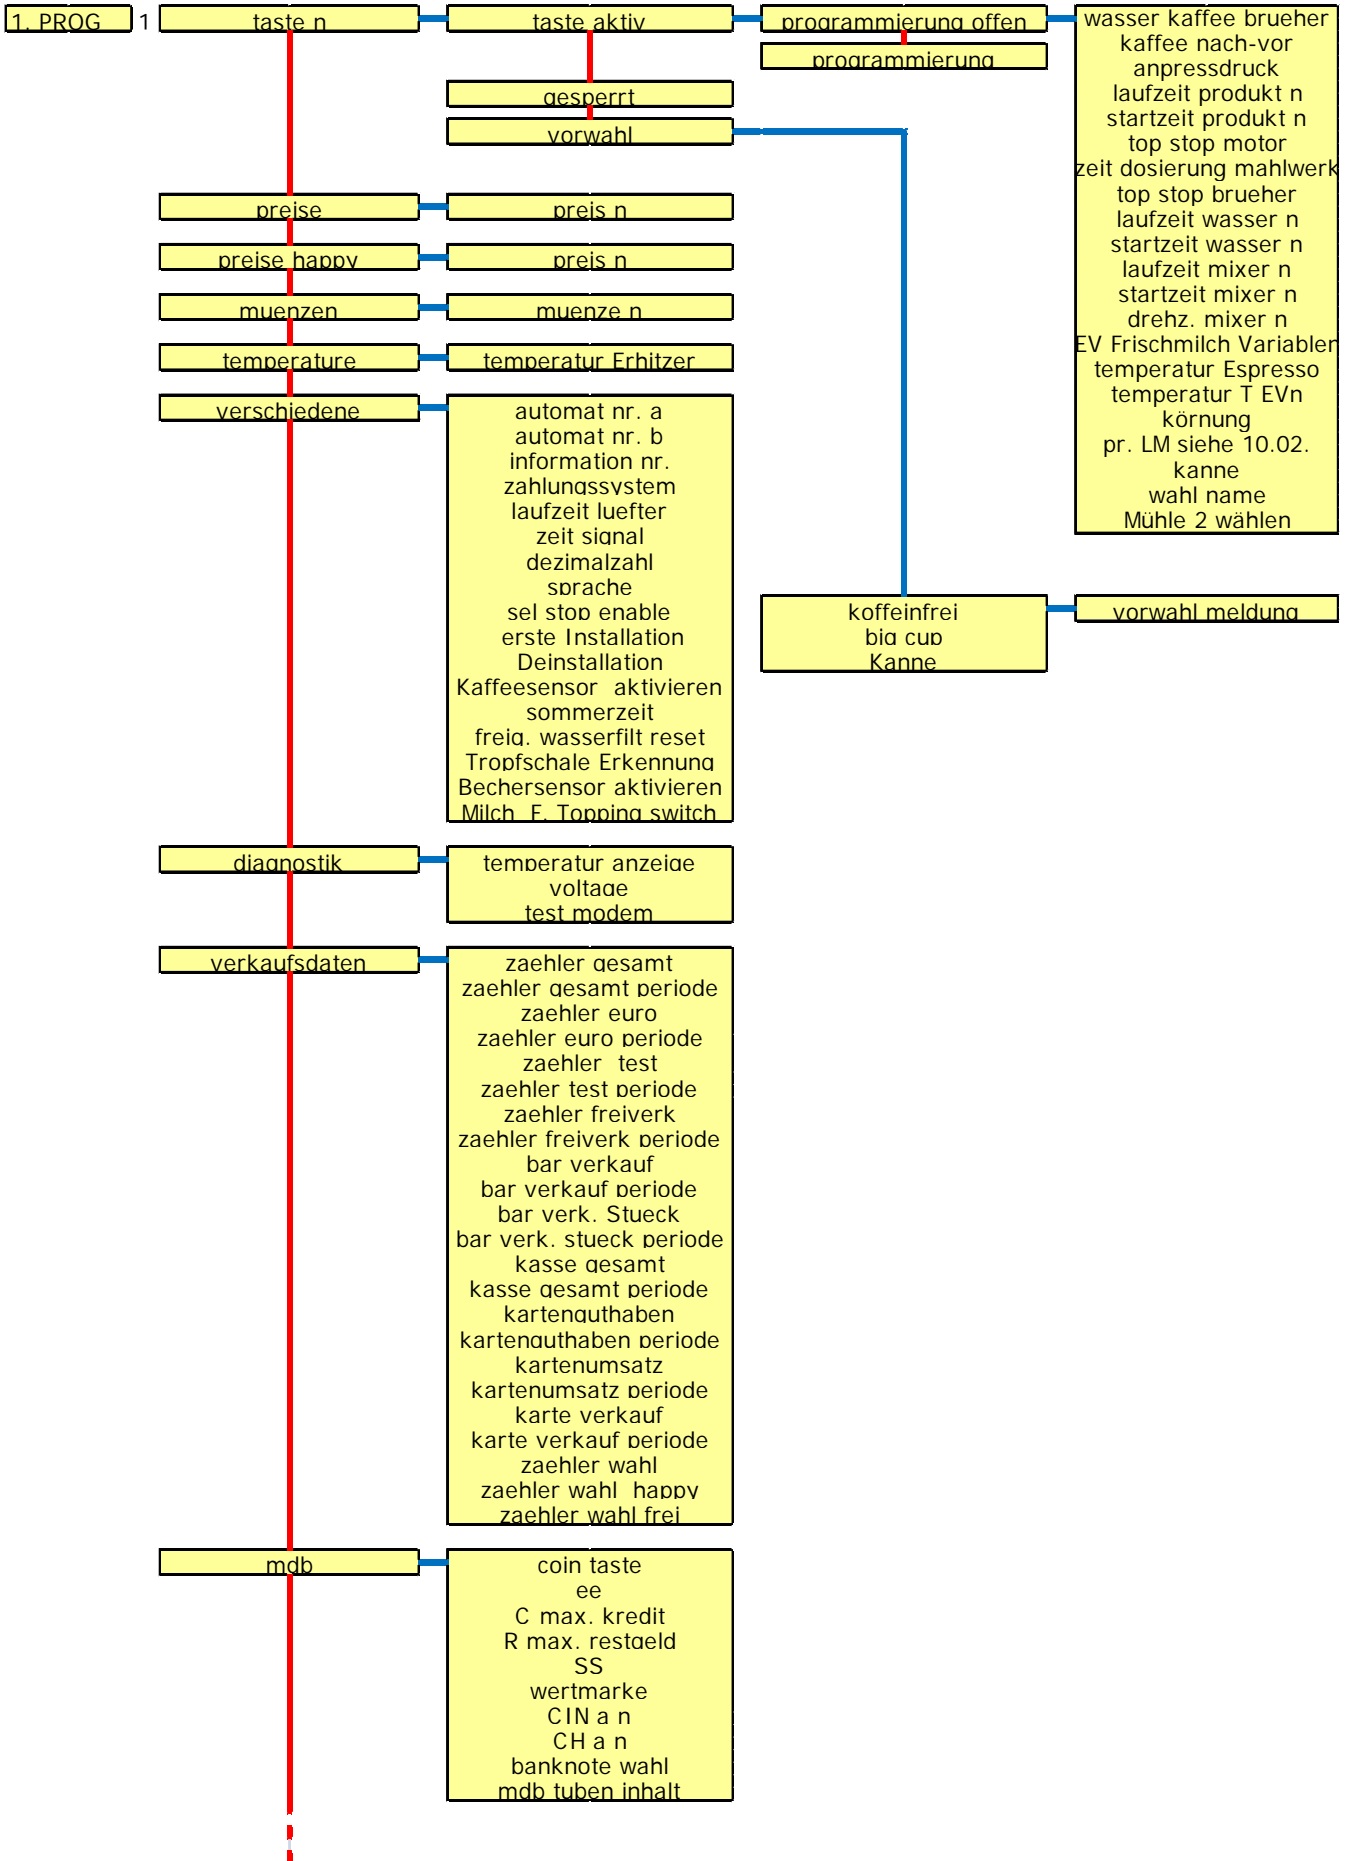 1. PROG
1
taste n
taste aktiv
programmierung offen
programmierung
gesperrt
vorwahl
wasser kaffee brueher
kaffee nach-vor
anpressdruck
laufzeit produkt n
startzeit produkt n
top stop motor
zeit dosierung mahlwerk
top stop brueher
laufzeit wasser n
startzeit wasser n
laufzeit mixer n
startzeit mixer n
drehz. mixer n
EV Frischmilch Variablen
temperatur Espresso
temperatur T EVn
körnung
pr. LM siehe 10.02.
kanne
wahl name
Mühle 2 wählen
koffeinfrei
big cup
Kanne
vorwahl meldung
preise
preis n
preise happy
preis n
muenzen
muenze n
temperature
temperatur Erhitzer
verschiedene
automat nr. a
automat nr. b
information nr.
zahlungssystem
laufzeit luefter
zeit signal
dezimalzahl
sprache
sel stop enable
erste Installation
Deinstallation
Kaffeesensor aktivieren
sommerzeit
freig. wasserfilt reset
Tropfschale Erkennung
Bechersensor aktivieren
Milch F. Topping switch
diagnostik
temperatur anzeige
voltage
test modem
verkaufsdaten
zaehler gesamt
zaehler gesamt periode
zaehler euro
zaehler euro periode
zaehler test
zaehler test periode
zaehler freiverk
zaehler freiverk periode
bar verkauf
bar verkauf periode
bar verk. Stueck
bar verk. stueck periode
kasse gesamt
kasse gesamt periode
kartenguthaben
kartenguthaben periode
kartenumsatz
kartenumsatz periode
karte verkauf
karte verkauf periode
zaehler wahl
zaehler wahl happy
zaehler wahl frei
mdb
coin taste
ee
C max. kredit
R max. restgeld
SS
wertmarke
CIN a n
CH a n
banknote wahl
mdb tuben inhalt